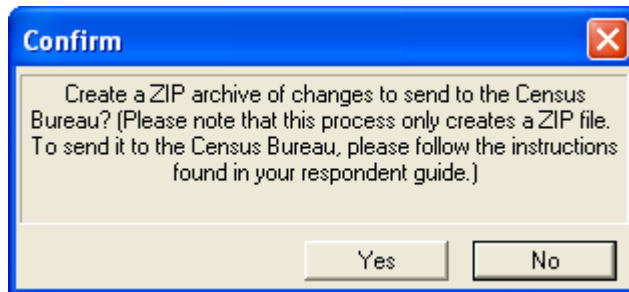 Confirm
Create a ZIP archive of changes to send to the Census
Bureau? (Please note that this process only creates a ZIP file.
To send it to the Census Bureau, please follow the instructions
found in your respondent guide.)
Yes
No